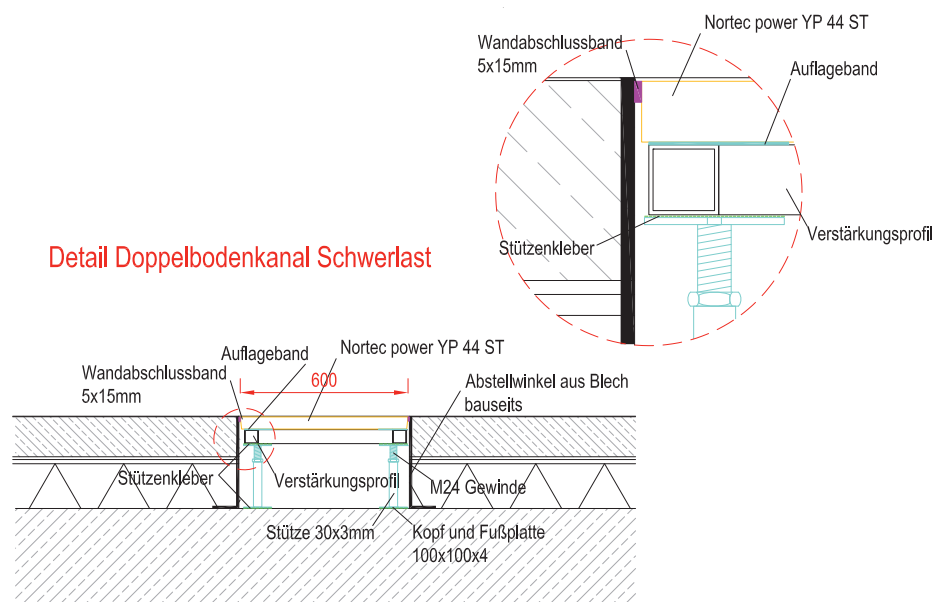 Nortec power YP 44 ST
Wandabschlussband
5x15mm
Auflageband
Stützenkleber
Verstärkungsprofil
Detail Doppelbodenkanal Schwerlast
Auflageband
Nortec power YP 44 ST
Wandabschlussband
5x15mm
600
Abstellwinkel aus Blech
bauseits
Stützenkleber
Verstärkungsprofil
M24 Gewinde
Stütze 30x3mm
Kopf und Fußplatte
100x100x4